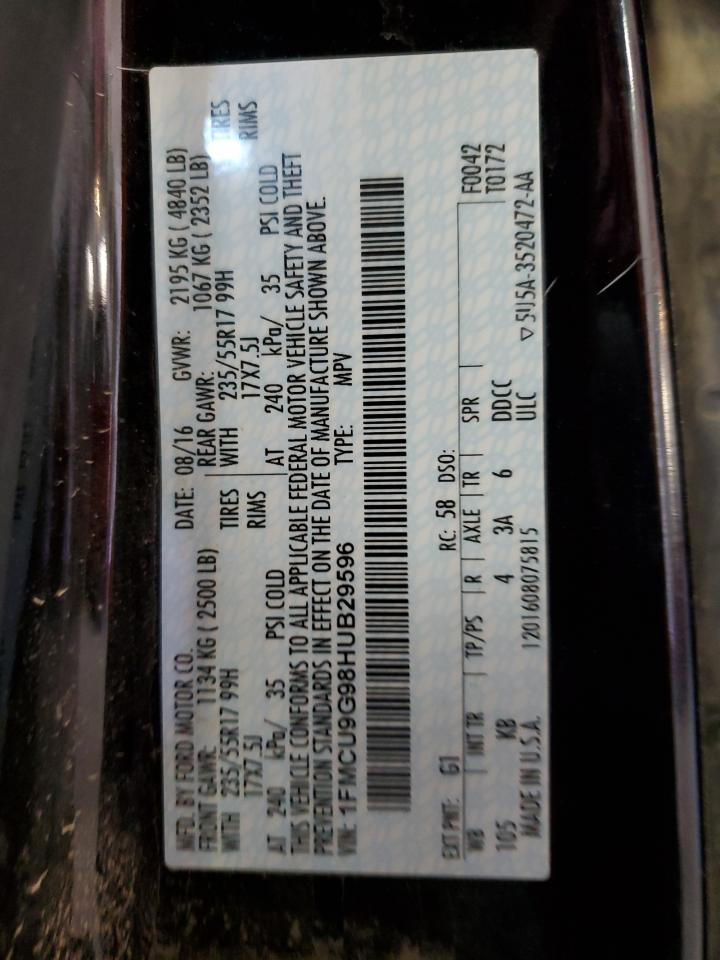 MFD. BY FORD MOTOR CO. DATE: 08/16 GVWR: 2195 KG ( 4840 LB)
FRONT GAWR: 1134 KG ( 2500 LB) REAR GAWR: 1067 KG ( 2352 LB)
WITH 235/55R17 99H TIRES WITH 235/55R17 99H TIRES
17X7.5J RIMS 17X7.5J RIMS
AT 240 kPa/ 35 PSI COLD AT 240 kPa/ 35 PSI COLD
THIS VEHICLE CONFORMS TO ALL APPLICABLE FEDERAL MOTOR VEHICLE SAFETY AND THEFT
PREVENTION STANDARDS IN EFFECT ON THE DATE OF MANUFACTURE SHOWN ABOVE.
VIN: 1FMCU9G98HUB29596 TYPE: MPV
EXT PNT: G1 RC: 58 DSO: F0042
WB INT TR TP/PS R AXLE TR SPR T0172
105 KB 4 3A 6 DDCC
MADE IN U.S.A. 1201608075815 ULC ▽ 5U5A-3520472-AA